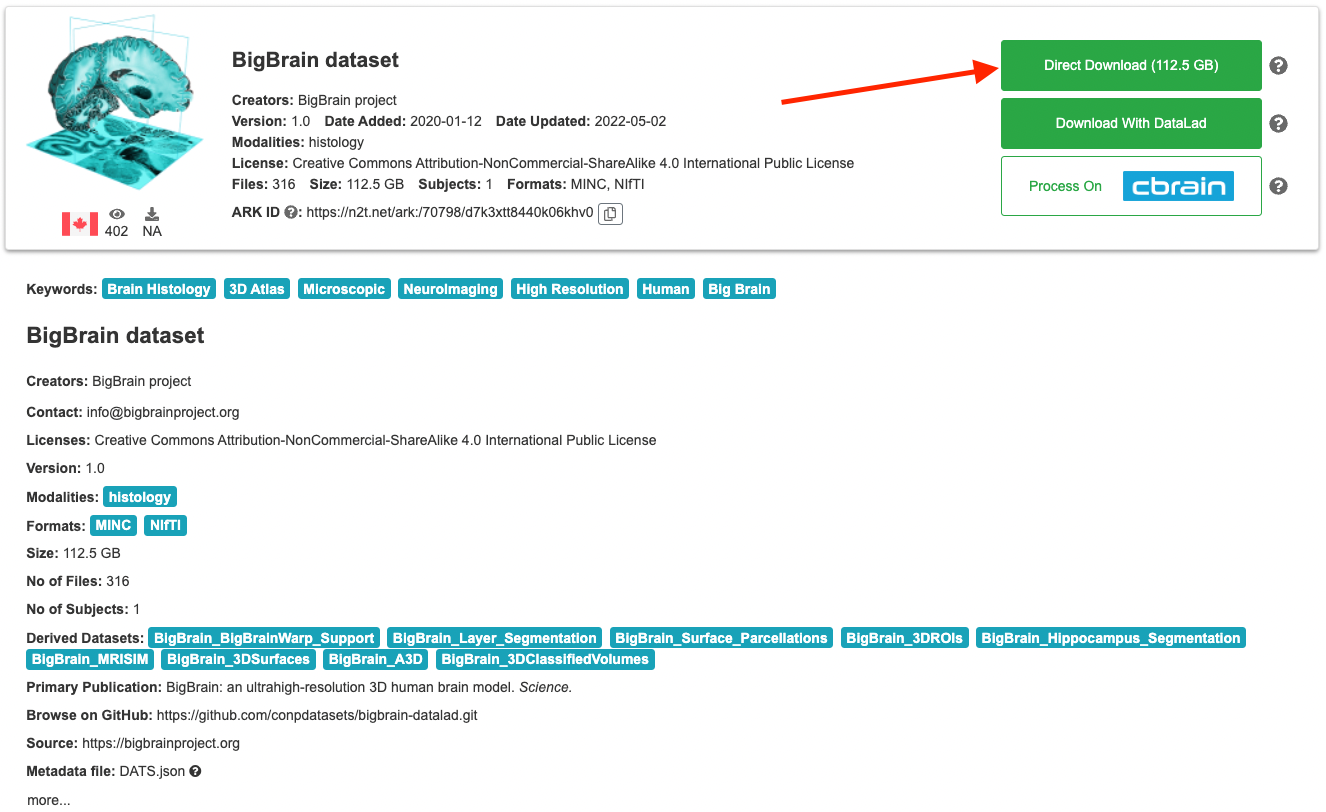 BigBrain dataset
Creators: BigBrain project
Version: 1.0 Date Added: 2020-01-12 Date Updated: 2022-05-02
Modalities: histology
License: Creative Commons Attribution-NonCommercial-ShareAlike 4.0 International Public License
Files: 316 Size: 112.5 GB Subjects: 1 Formats: MINC, NIfTI
ARK ID ?: https://n2t.net/ark:/70798/d7k3xtt8440k06khv0
402 NA
Direct Download (112.5 GB) ?
Download With DataLad ?
Process On cbrain ?
Keywords: Brain Histology 3D Atlas Microscopic Neuroimaging High Resolution Human Big Brain
BigBrain dataset
Creators: BigBrain project
Contact: info@bigbrainproject.org
Licenses: Creative Commons Attribution-NonCommercial-ShareAlike 4.0 International Public License
Version: 1.0
Modalities: histology
Formats: MINC NIfTI
Size: 112.5 GB
No of Files: 316
No of Subjects: 1
Derived Datasets: BigBrain_BigBrainWarp_Support BigBrain_Layer_Segmentation BigBrain_Surface_Parcellations BigBrain_3DROIs BigBrain_Hippocampus_Segmentation
BigBrain_MRISIM BigBrain_3DSurfaces BigBrain_A3D BigBrain_3DClassifiedVolumes
Primary Publication: BigBrain: an ultrahigh-resolution 3D human brain model. Science.
Browse on GitHub: https://github.com/conpdatasets/bigbrain-datalad.git
Source: https://bigbrainproject.org
Metadata file: DATS.json ?
more...